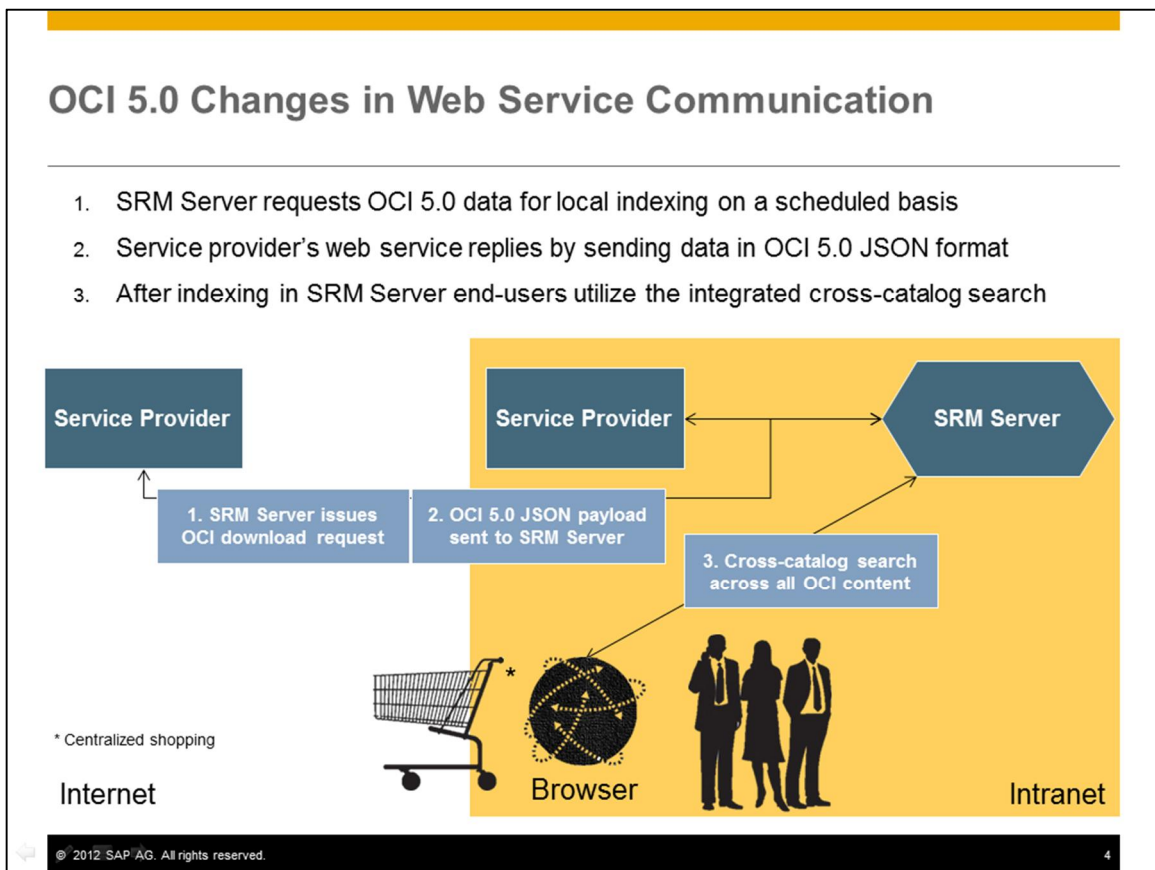 OCI 5.0 Changes in Web Service Communication
1. SRM Server requests OCI 5.0 data for local indexing on a scheduled basis
2. Service provider's web service replies by sending data in OCI 5.0 JSON format
3. After indexing in SRM Server end-users utilize the integrated cross-catalog search
Service Provider
Service Provider
SRM Server
1. SRM Server issues
OCI download request
2. OCI 5.0 JSON payload
sent to SRM Server
3. Cross-catalog search
across all OCI content
*
* Centralized shopping
Internet
Browser
Intranet
© 2012 SAP AG. All rights reserved.
4